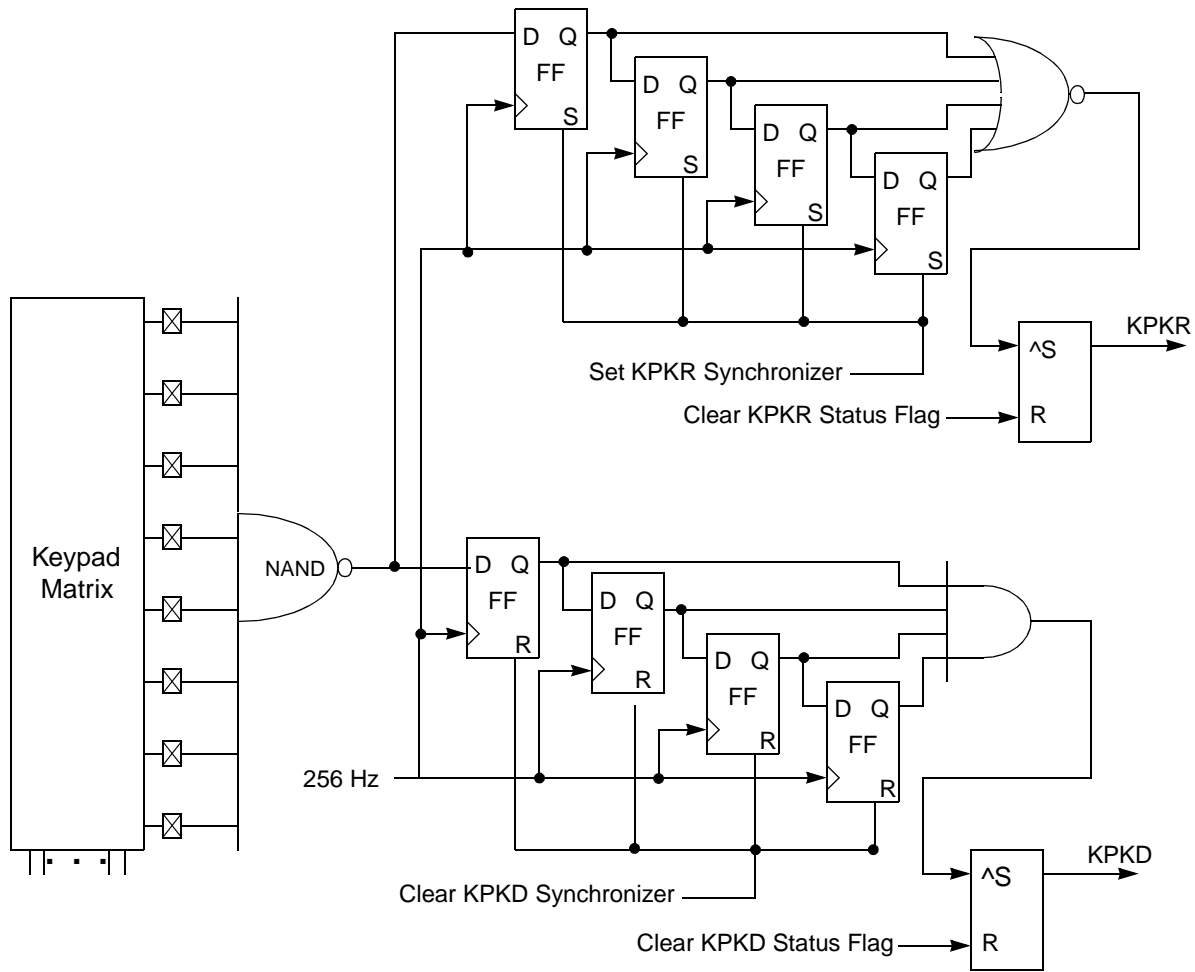 D Q
FF
S
D Q
FF
S
D Q
FF
S
D Q
FF
S
^S
R
KPKR
Set KPKR Synchronizer
Clear KPKR Status Flag
Keypad
Matrix
NAND
D Q
FF
R
D Q
FF
R
D Q
FF
R
D Q
FF
R
256 Hz
^S
R
KPKD
Clear KPKD Synchronizer
Clear KPKD Status Flag